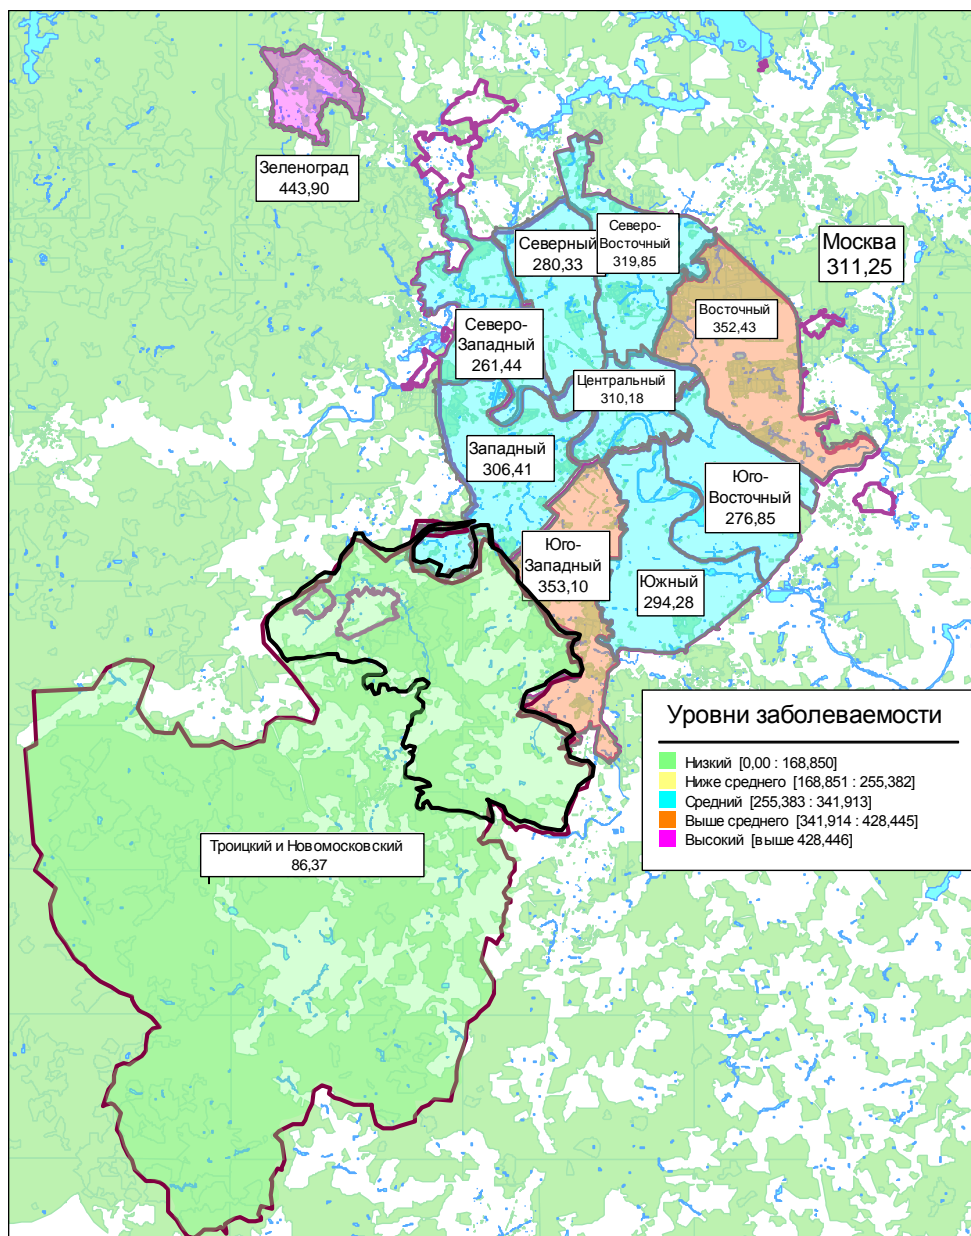 Зеленоград
443,90
Северный
280,33
Северо-
Восточный
319,85
Москва
311,25
Восточный
352,43
Северо-
Западный
261,44
Центральный
310,18
Западный
306,41
Юго-
Восточный
276,85
Юго-
Западный
353,10
Южный
294,28
Уровни заболеваемости
Низкий [0,00 : 168,850]
Ниже среднего [168,851 : 255,382]
Средний [255,383 : 341,913]
Выше среднего [341,914 : 428,445]
Высокий [выше 428,446]
Троицкий и Новомосковский
86,37